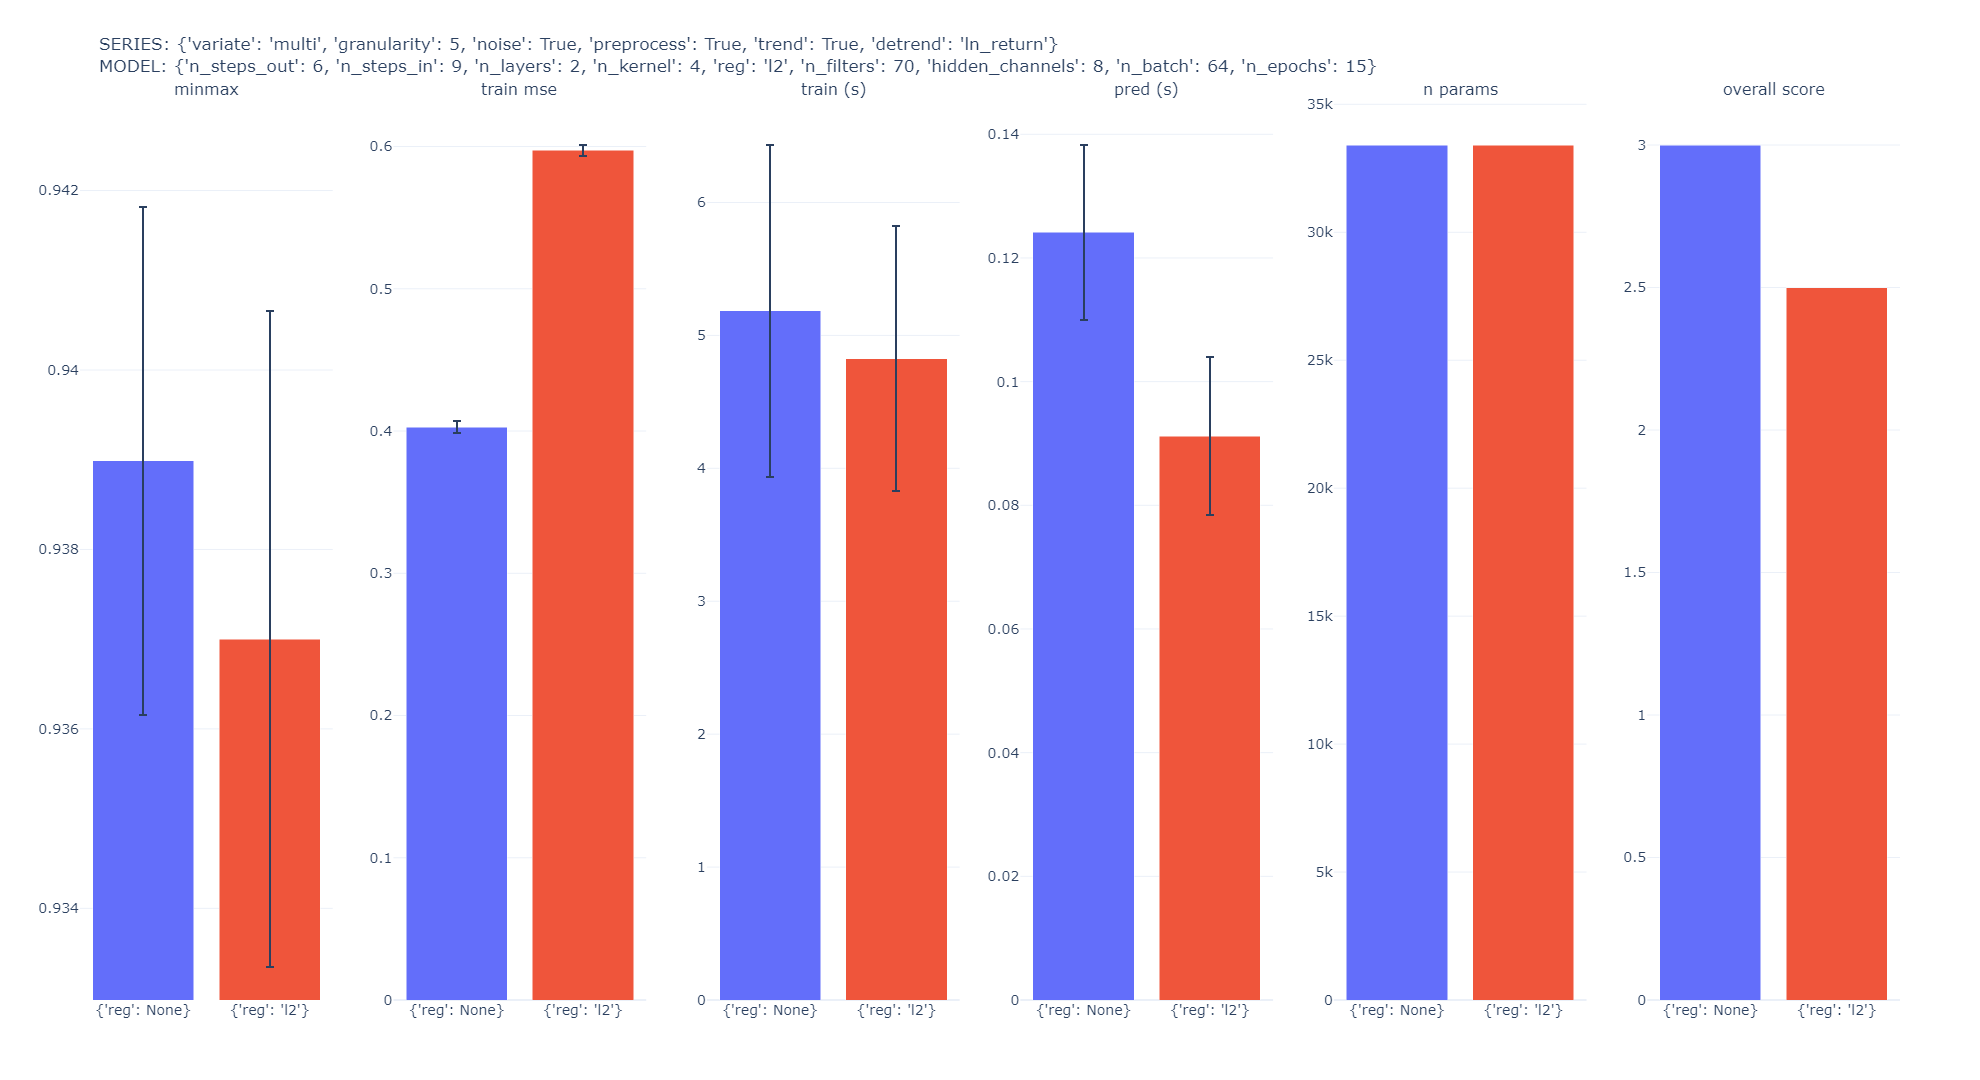 SERIES: {'variate': 'multi', 'granularity': 5, 'noise': True, 'preprocess': True, 'trend': True, 'detrend': 'ln_return'}
MODEL: {'n_steps_out': 6, 'n_steps_in': 9, 'n_layers': 2, 'n_kernel': 4, 'reg': 'l2', 'n_filters': 70, 'hidden_channels': 8, 'n_batch': 64, 'n_epochs': 15}
minmax
0.942
0.94
0.938
0.936
0.934
{'reg': None}
{'reg': 'l2'}
train mse
0.6
0.5
0.4
0.3
0.2
0.1
0
{'reg': None}
{'reg': 'l2'}
train (s)
6
5
4
3
2
1
0
{'reg': None}
{'reg': 'l2'}
pred (s)
0.14
0.12
0.1
0.08
0.06
0.04
0.02
0
{'reg': None}
{'reg': 'l2'}
n params
35k
30k
25k
20k
15k
10k
5k
0
{'reg': None}
{'reg': 'l2'}
overall score
3
2.5
2
1.5
1
0.5
0
{'reg': None}
{'reg': 'l2'}